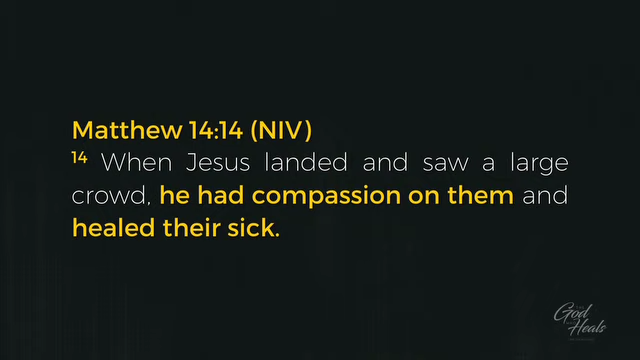 Matthew 14:14 (NIV)
14 When Jesus landed and saw a large
crowd, he had compassion on them and
healed their sick.
God
Heals